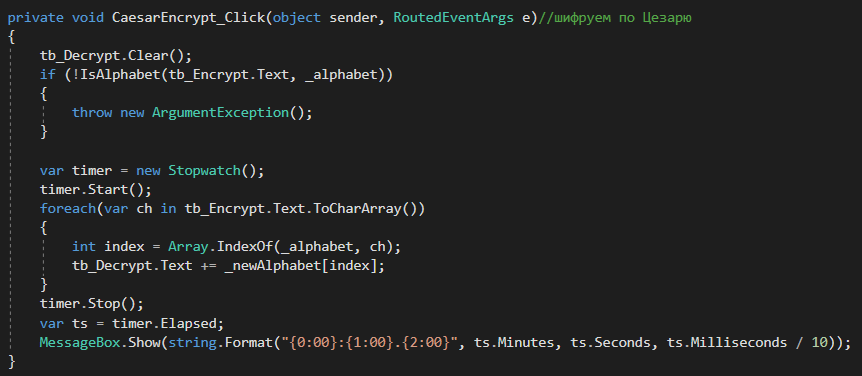 private void CaesarEncrypt_Click(object sender, RoutedEventArgs e)//шифруем по Цезарю
{
    tb_Decrypt.Clear();
    if (!IsAlphabet(tb_Encrypt.Text, _alphabet))
    {
        throw new ArgumentException();
    }

    var timer = new Stopwatch();
    timer.Start();
    foreach(var ch in tb_Encrypt.Text.ToCharArray())
    {
        int index = Array.IndexOf(_alphabet, ch);
        tb_Decrypt.Text += _newAlphabet[index];
    }
    timer.Stop();
    var ts = timer.Elapsed;
    MessageBox.Show(string.Format("{0:00}:{1:00}.{2:00}", ts.Minutes, ts.Seconds, ts.Milliseconds / 10));
}